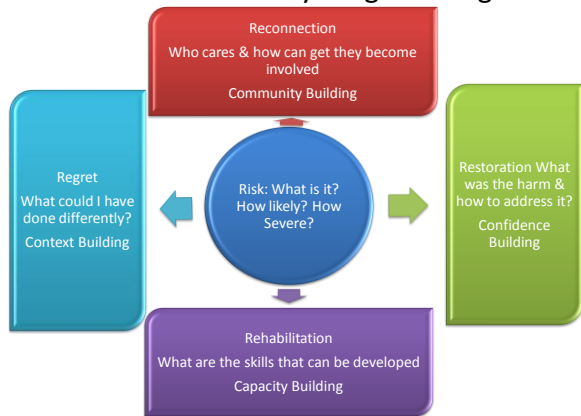 Reconnection
Who cares & how can get they become
involved
Community Building
Regret
What could I have
done differently?
Context Building
Risk: What is it?
How likely? How
Severe?
Restoration What
was the harm &
how to address it?
Confidence
Building
Rehabilitation
What are the skills that can be developed
Capacity Building